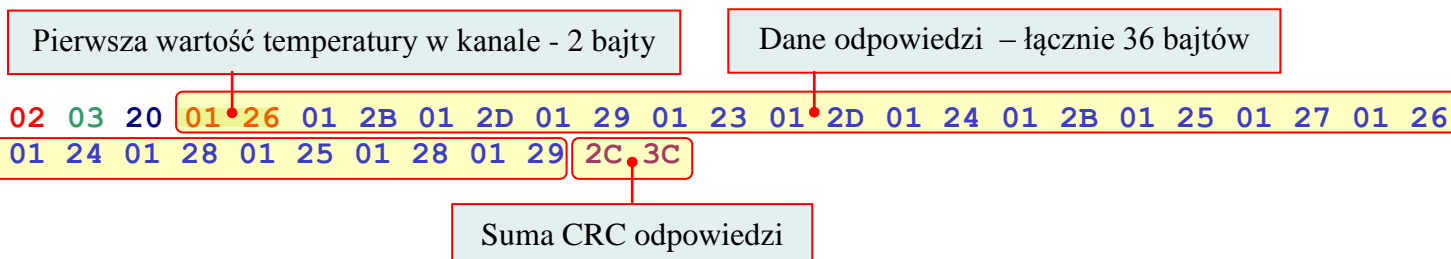 Pierwsza wartość temperatury w kanale - 2 bajty
Dane odpowiedzi – łącznie 36 bajtów
02 03 20 01 26 01 2B 01 2D 01 29 01 23 01 2D 01 24 01 2B 01 25 01 27 01 26
01 24 01 28 01 25 01 28 01 29 2C 3C
Suma CRC odpowiedzi